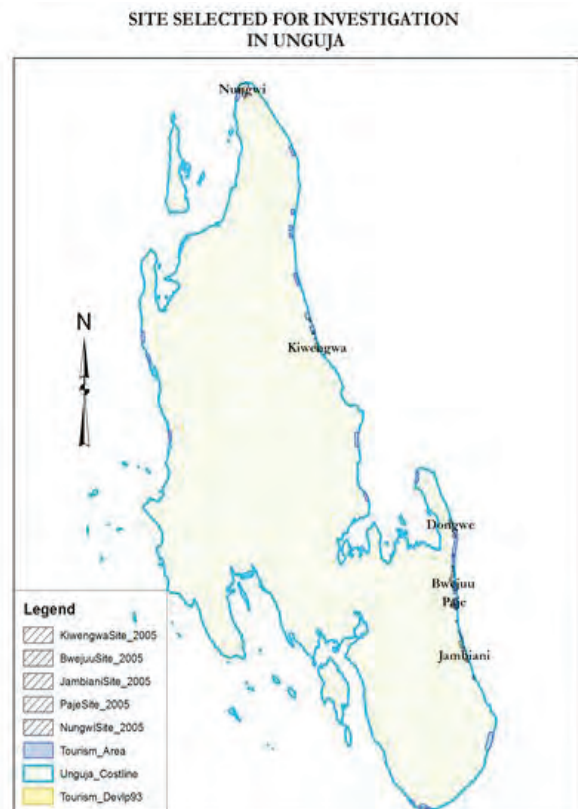 SITE SELECTED FOR INVESTIGATION
IN UNGUJA
Nungwi
Kiwengwa
N
Dongwe
Bwejuu
Paje
Jambiani
Legend
KiwengwaSite_2005
BwejuuSite_2005
JambianiSite_2005
PajeSite_2005
NungwiSite_2005
Tourism_Area
Unguja_Costline
Tourism_Devlp93